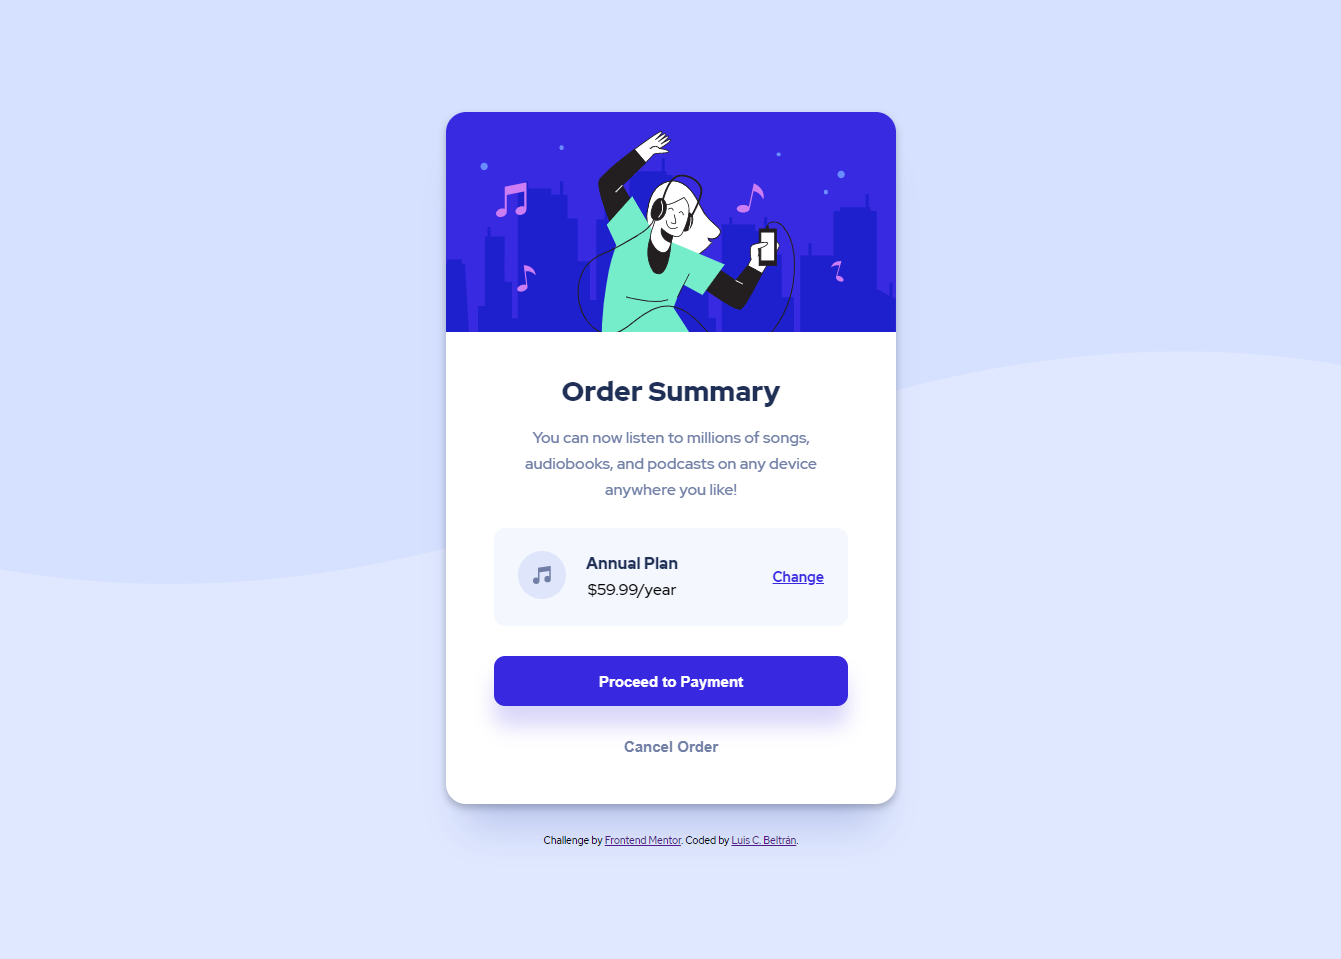 Order Summary
You can now listen to millions of songs,
audiobooks, and podcasts on any device
anywhere you like!
Annual Plan
$59.99/year
Change
Proceed to Payment
Cancel Order
Challenge by Frontend Mentor. Coded by Luis C. Beltrán.